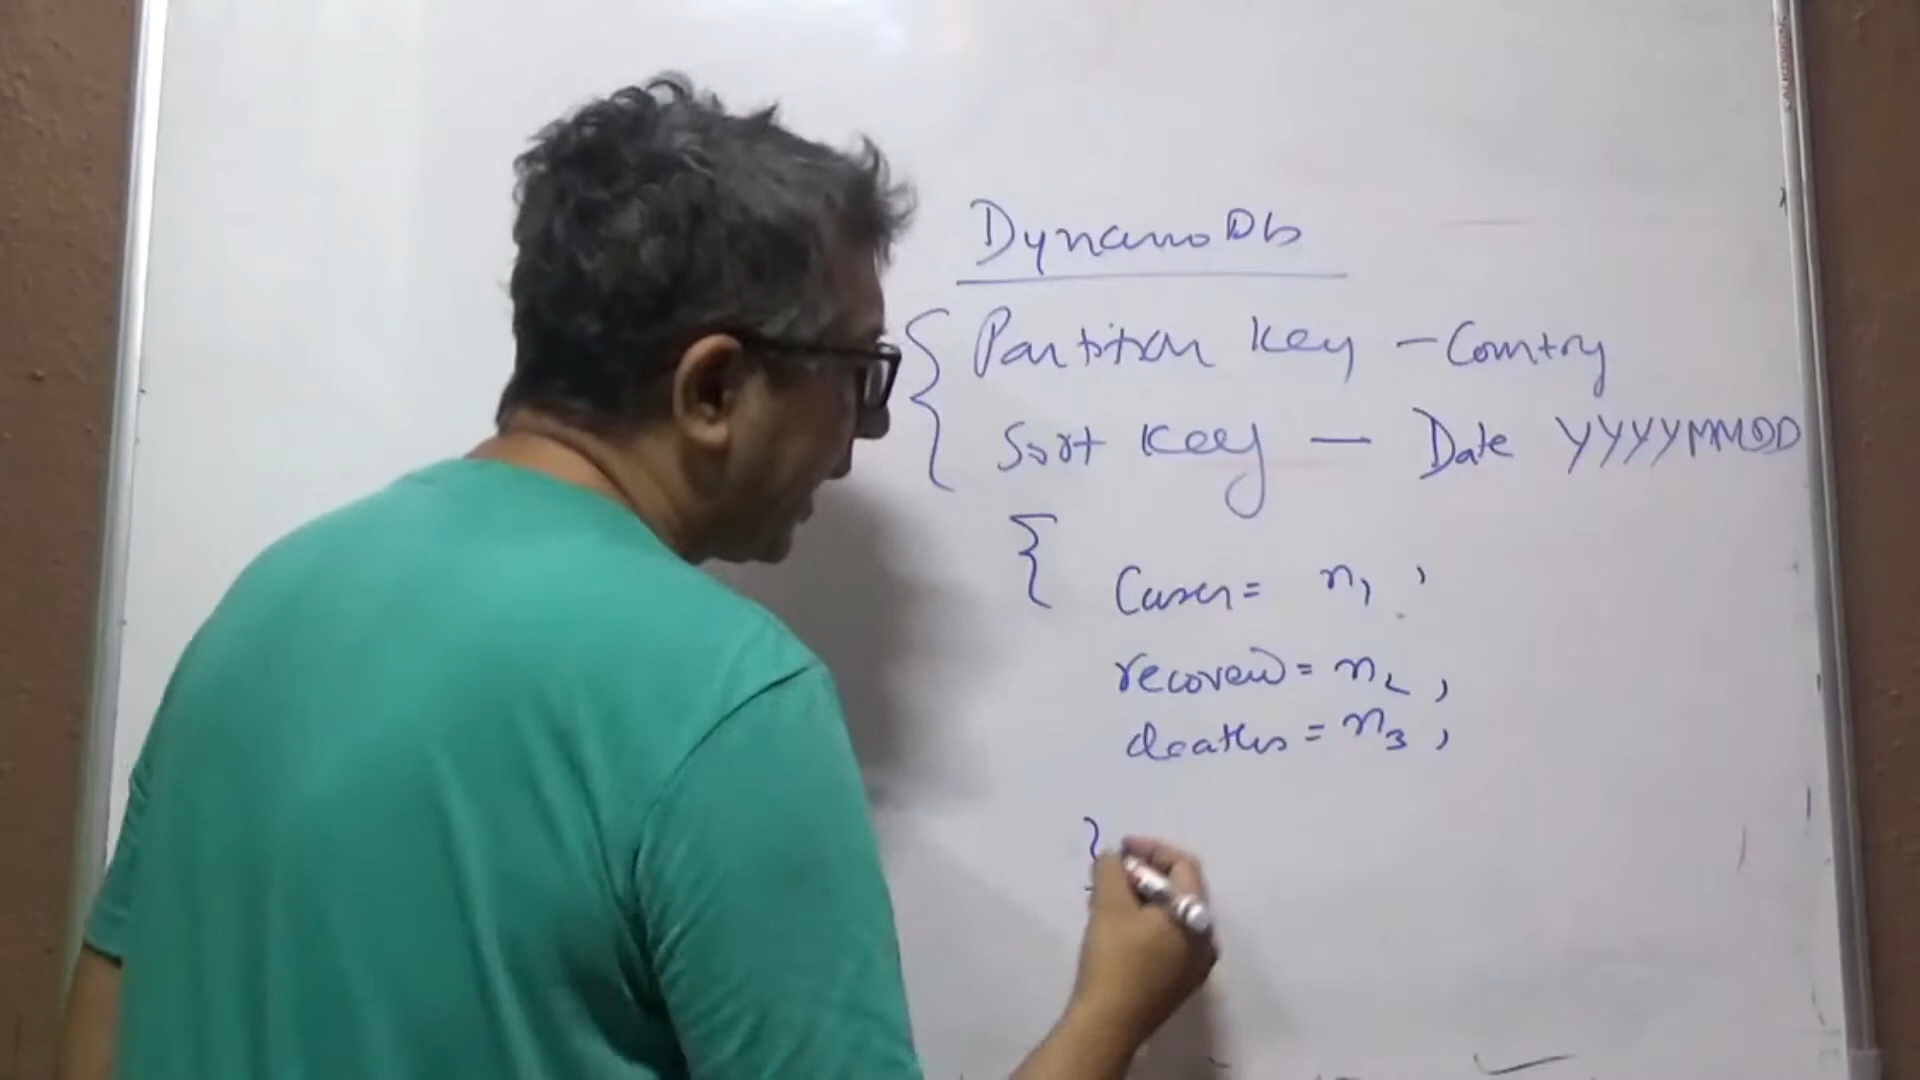 DynamoDb
{ Partition Key - Country
Sort Key - Date YYYYMMDD
{
Cases = n1,
recovered = n2,
deaths = n3,
}